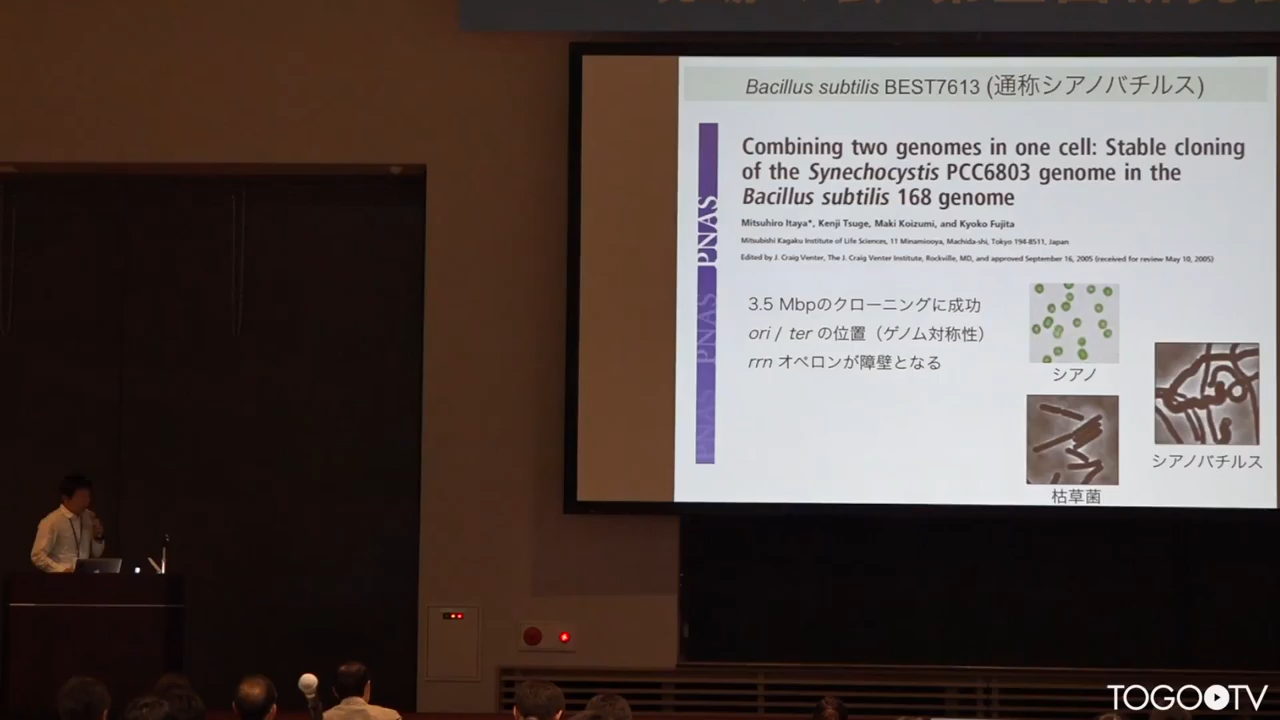 Bacillus subtilis BEST7613 (通称シアノバチルス)
Combining two genomes in one cell: Stable cloning
of the Synechocystis PCC6803 genome in the
Bacillus subtilis 168 genome
Mitsuhiro Itaya*, Kenji Tsuge, Maki Koizumi, and Kyoko Fujita
Mitsubishi Kagaku Institute of Life Sciences, 11 Minamiooya, Machida-shi, Tokyo 194-8511, Japan
Edited by J. Craig Venter, The J. Craig Venter Institute, Rockville, MD, and approved September 16, 2005 (received for review May 10, 2005)
PNAS
PNAS
PNAS
3.5 Mbpのクローニングに成功
ori / ter の位置（ゲノム対称性）
rrn オペロンが障壁となる
シアノ
シアノバチルス
枯草菌
TOGO TV